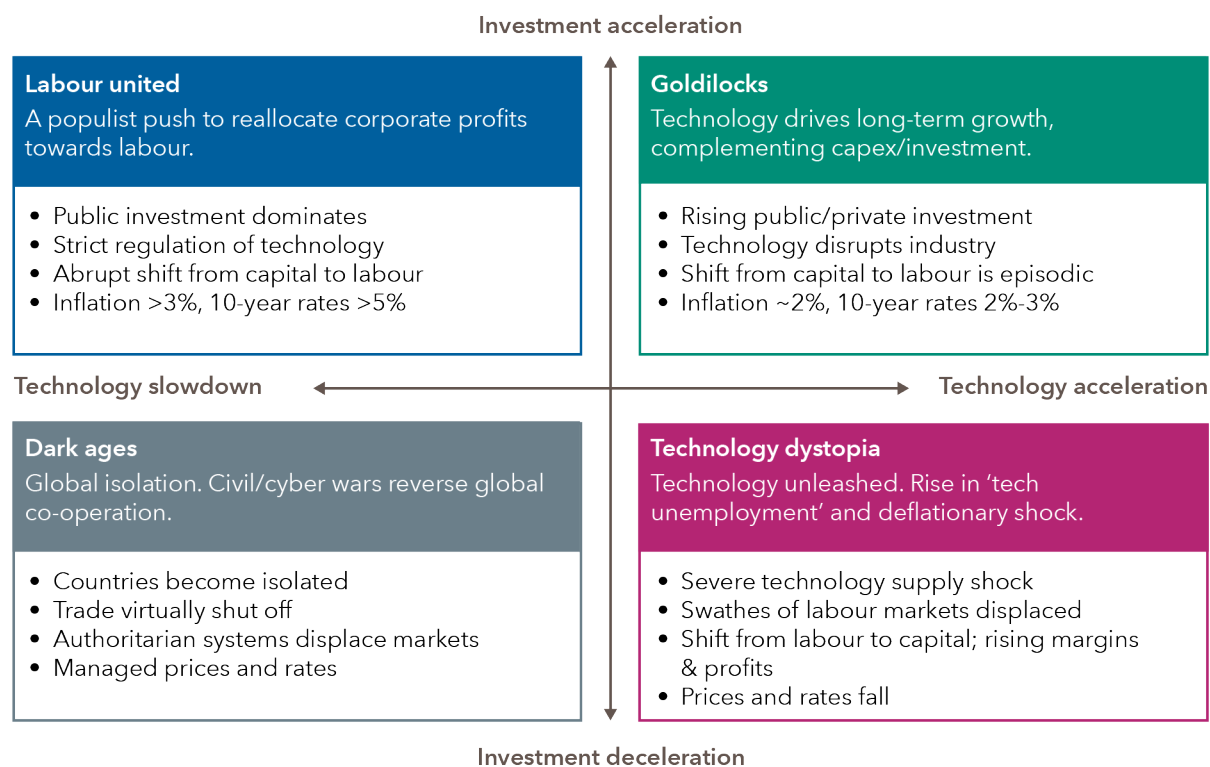 Investment acceleration
Labour united
A populist push to reallocate corporate profits
towards labour.
• Public investment dominates
• Strict regulation of technology
• Abrupt shift from capital to labour
• Inflation >3%, 10-year rates >5%
Goldilocks
Technology drives long-term growth,
complementing capex/investment.
• Rising public/private investment
• Technology disrupts industry
• Shift from capital to labour is episodic
• Inflation ~2%, 10-year rates 2%-3%
Technology slowdown
Technology acceleration
Dark ages
Global isolation. Civil/cyber wars reverse global
co-operation.
• Countries become isolated
• Trade virtually shut off
• Authoritarian systems displace markets
• Managed prices and rates
Technology dystopia
Technology unleashed. Rise in ‘tech
unemployment’ and deflationary shock.
• Severe technology supply shock
• Swathes of labour markets displaced
• Shift from labour to capital; rising margins
& profits
• Prices and rates fall
Investment deceleration